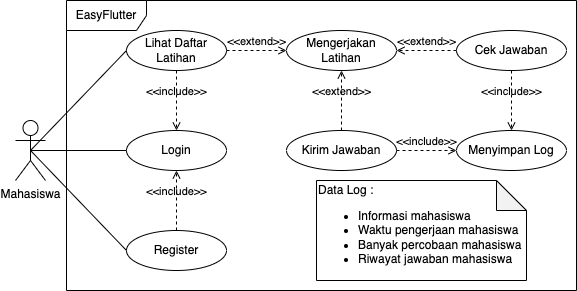 EasyFlutter
Lihat Daftar
Latihan
<<extend>>
Mengerjakan
Latihan
<<extend>>
Cek Jawaban
<<include>>
<<extend>>
<<include>>
Mahasiswa
Login
Kirim Jawaban
<<include>>
Menyimpan Log
<<include>>
Register
Data Log :
• Informasi mahasiswa
• Waktu pengerjaan mahasiswa
• Banyak percobaan mahasiswa
• Riwayat jawaban mahasiswa